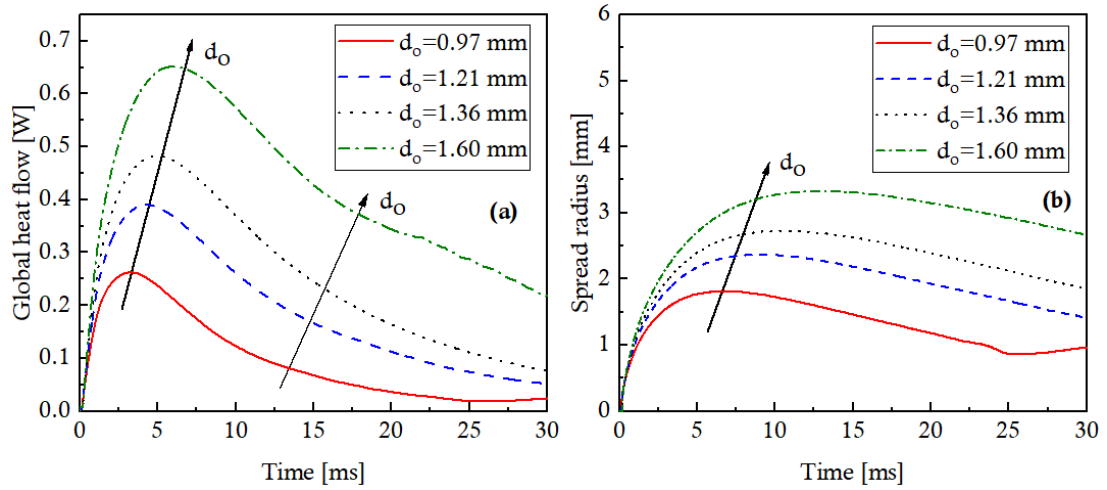 Global heat flow [W]
0.7
0.6
0.5
0.4
0.3
0.2
0.1
0.0
d_o
d_o=0.97 mm
d_o=1.21 mm
d_o=1.36 mm
d_o=1.60 mm
d_o
(a)
0 5 10 15 20 25 30
Time [ms]
Spread radius [mm]
6
5
4
3
2
1
0
d_o=0.97 mm
d_o=1.21 mm
d_o=1.36 mm
d_o=1.60 mm
d_o
(b)
0 5 10 15 20 25 30
Time [ms]